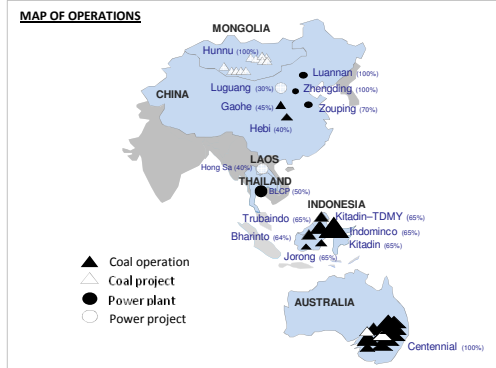 MAP OF OPERATIONS
MONGOLIA
Hunnu (100%)
Luannan (100%)
Luguang (30%)
Zhengding (100%)
CHINA
Gaohe (45%)
Zouping (70%)
Hebi (40%)
LAOS
Hong Sa (40%)
THAILAND
BLCP (50%)
INDONESIA
Trubaindo (65%)
Kitadin–TDMY (65%)
Bharinto (64%)
Indominco (65%)
Kitadin (65%)
Jorong (65%)
Coal operation
Coal project
Power plant
Power project
AUSTRALIA
Centennial (100%)